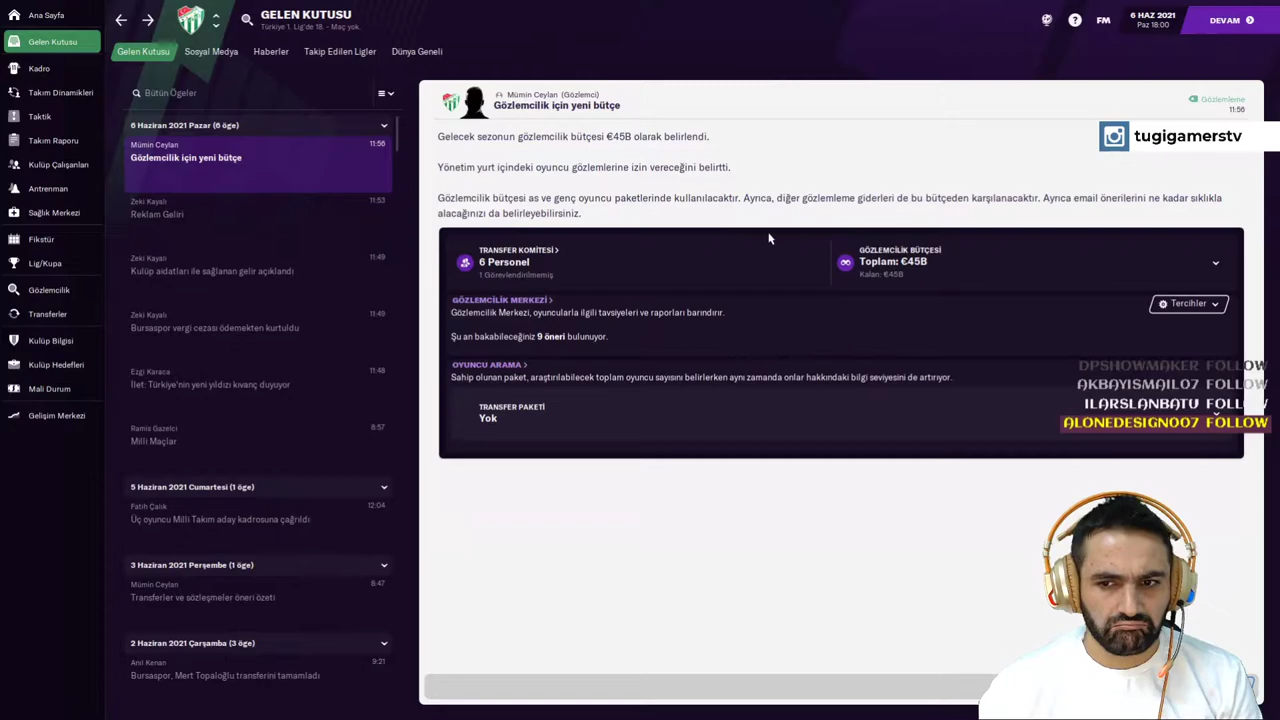 Ana Sayfa
Gelen Kutusu
Kadro
Takım Dinamikleri
Taktik
Takım Raporu
Kulüp Çalışanları
Antrenman
Sağlık Merkezi
Fikstür
Lig/Kupa
Gözlemcilik
Transferler
Kulüp Bilgisi
Kulüp Hedefleri
Mali Durum
Gelişim Merkezi
GELEN KUTUSU
Türkiye 1. Lig'de 18. - Maç yok.
FM
6 HAZ 2021
Paz 18:00
DEVAM
Gelen Kutusu
Sosyal Medya
Haberler
Takip Edilen Ligler
Dünya Geneli
Bütün Ögeler
6 Haziran 2021 Pazar (6 öge)
Mümin Ceylan 11:56
Gözlemcilik için yeni bütçe
Zeki Kayalı 11:53
Reklam Geliri
Zeki Kayalı 11:49
Kulüp aidatları ile sağlanan gelir açıklandı
Zeki Kayalı 11:49
Bursaspor vergi cezası ödemekten kurtuldu
Ezgi Karaca 11:48
İlet: Türkiye'nin yeni yıldızı kıvanç duyuyor
Ramis Gazelci 8:57
Milli Maçlar
5 Haziran 2021 Cumartesi (1 öge)
Fatih Çalık 12:04
Üç oyuncu Milli Takım aday kadrosuna çağrıldı
3 Haziran 2021 Perşembe (1 öge)
Mümin Ceylan 8:47
Transferler ve sözleşmeler öneri özeti
2 Haziran 2021 Çarşamba (3 öge)
Anıl Kenan 9:21
Bursaspor, Mert Topaloğlu transferini tamamladı
Mümin Ceylan (Gözlemci)
Gözlemcilik için yeni bütçe
Gözlemleme
11:56
Gelecek sezonun gözlemcilik bütçesi €45B olarak belirlendi.
Yönetim yurt içindeki oyuncu gözlemlerine izin vereceğini belirtti.
Gözlemcilik bütçesi as ve genç oyuncu paketlerinde kullanılacaktır. Ayrıca, diğer gözlemleme giderleri de bu bütçeden karşılanacaktır. Ayrıca email önerilerini ne kadar sıklıkla
alacağınızı da belirleyebilirsiniz.
TRANSFER KOMİTESİ
6 Personel
1 Görevlendirilmemiş
GÖZLEMCİLİK BÜTÇESİ
Toplam: €45B
Kalan: €45B
GÖZLEMCİLİK MERKEZİ
Gözlemcilik Merkezi, oyuncularla ilgili tavsiyeleri ve raporları barındırır.
Tercihler
Şu an bakabileceğiniz 9 öneri bulunuyor.
OYUNCU ARAMA
Sahip olunan paket, araştırılabilecek toplam oyuncu sayısını belirlerken aynı zamanda onlar hakkındaki bilgi seviyesini de artırıyor.
TRANSFER PAKETİ
Yok
tugigamerstv
DPSHOWMAKER FOLLOW
AKBAYISMAIL07 FOLLOW
ILARSLANBATU FOLLOW
ALONEDESIGN007 FOLLOW